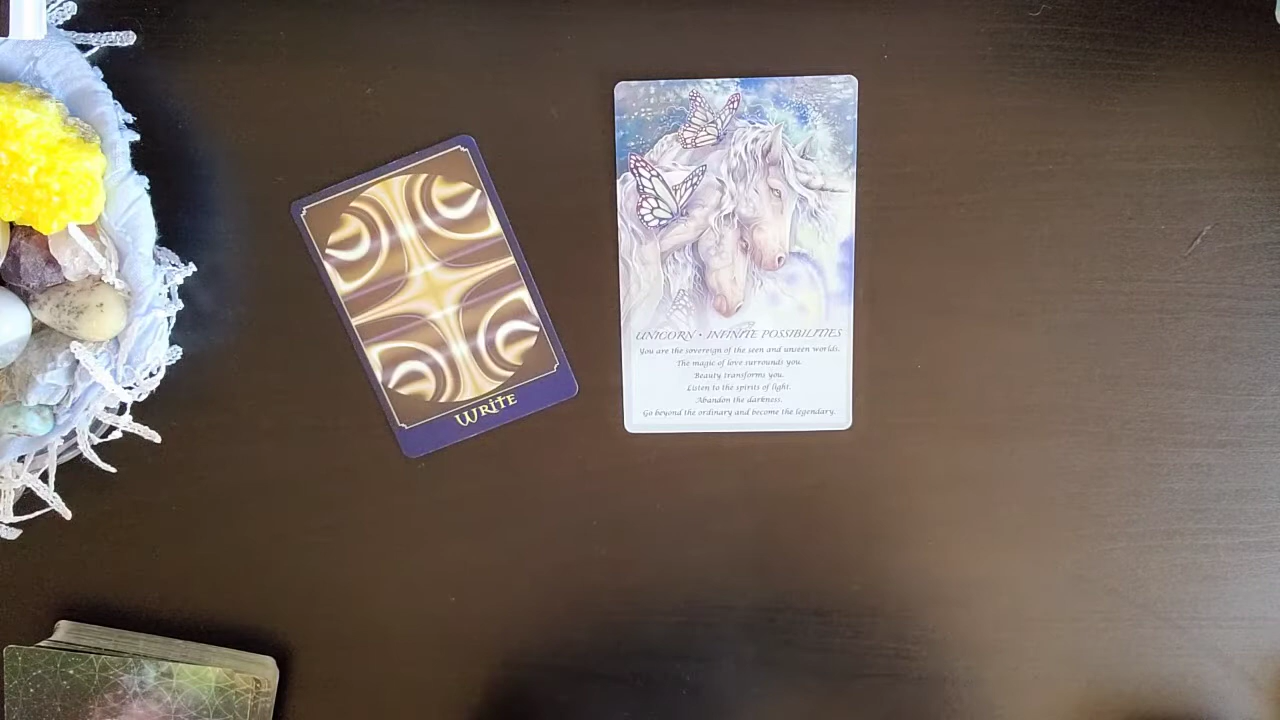 WRITE
UNICORN • INFINITE POSSIBILITIES
You are the sovereign of the seen and unseen worlds.
The magic of love surrounds you.
Beauty transforms you.
Listen to the spirits of light.
Abandon the darkness.
Go beyond the ordinary and become the legendary.